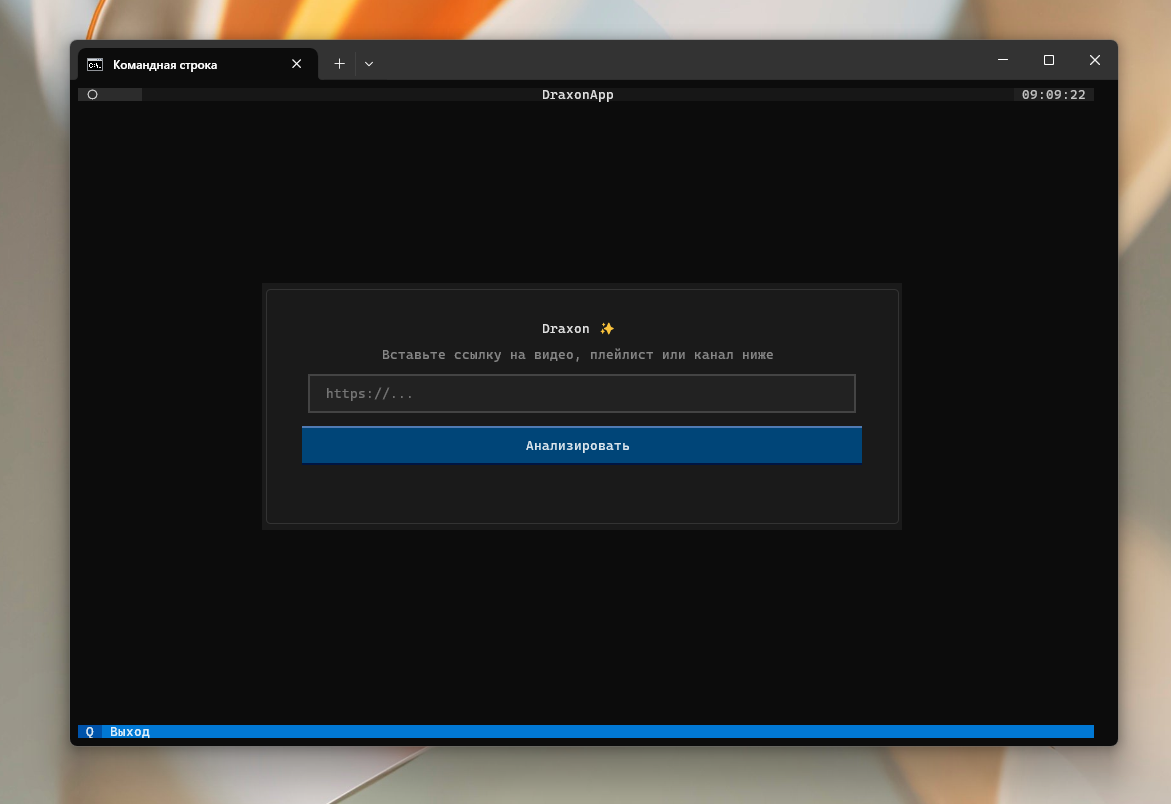 Командная строка
DraxonApp 09:09:22
Draxon ✨
Вставьте ссылку на видео, плейлист или канал ниже
https://...
Анализировать
Q Выход